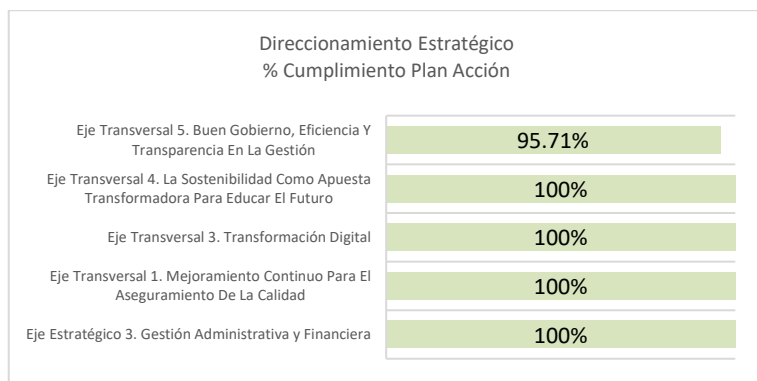 Direccionamiento Estratégico
% Cumplimiento Plan Acción
Eje Transversal 5. Buen Gobierno, Eficiencia Y
Transparencia En La Gestión
95.71%
Eje Transversal 4. La Sostenibilidad Como Apuesta
Transformadora Para Educar El Futuro
100%
Eje Transversal 3. Transformación Digital
100%
Eje Transversal 1. Mejoramiento Continuo Para El
Aseguramiento De La Calidad
100%
Eje Estratégico 3. Gestión Administrativa y Financiera
100%